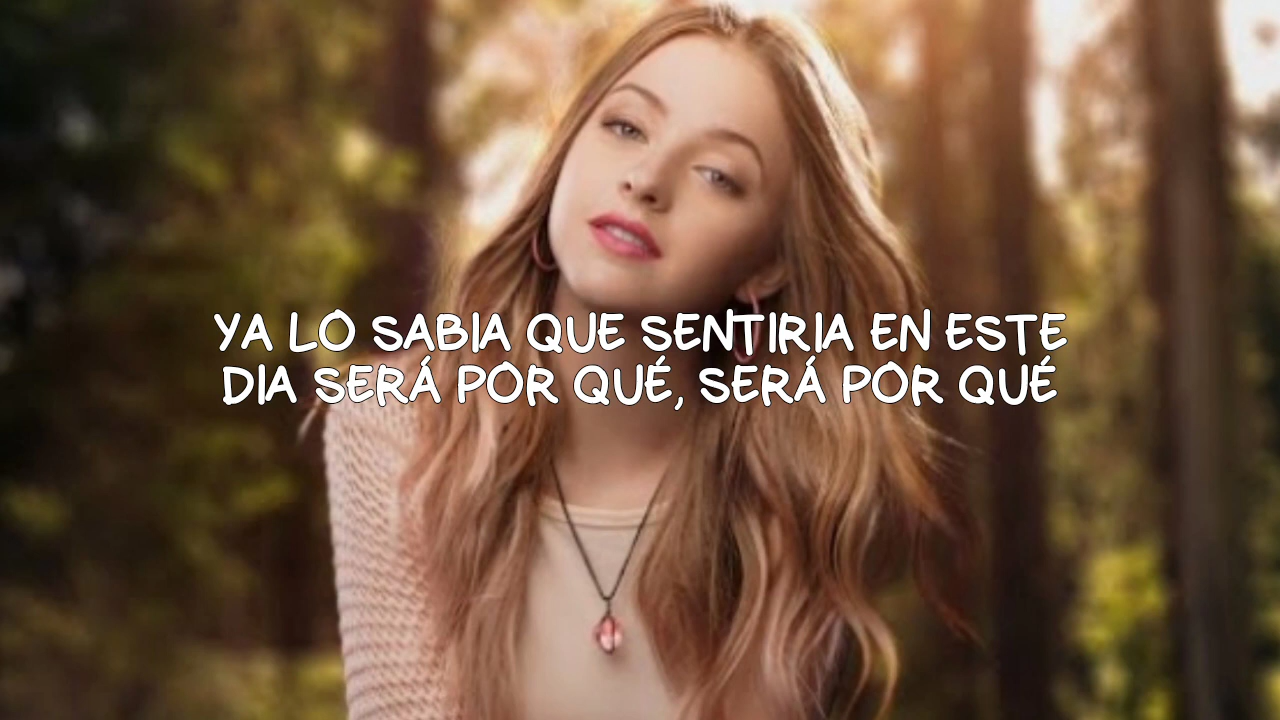 YA LO SABIA QUE SENTIRIA EN ESTE
DIA SERÁ POR QUÉ, SERÁ POR QUÉ